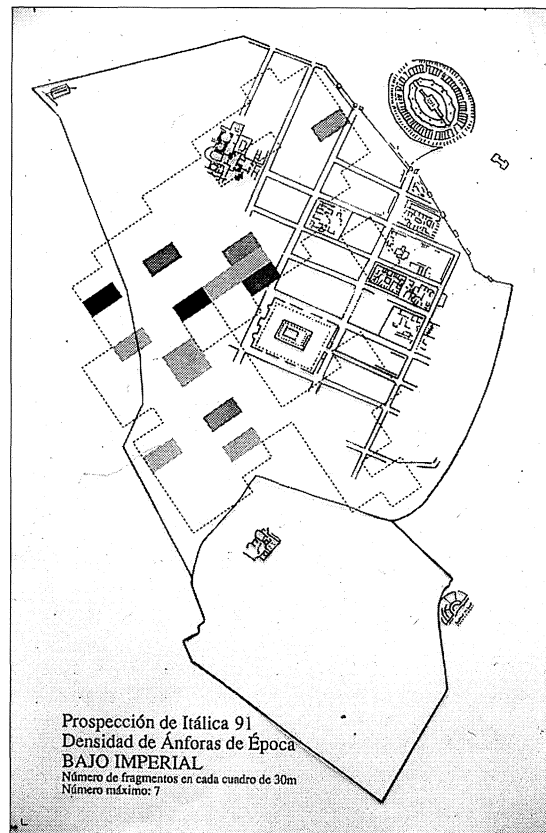 Prospección de Itálica 91
Densidad de Ánforas de Época
BAJO IMPERIAL
Número de fragmentos en cada cuadro de 30m
Número máximo: 7